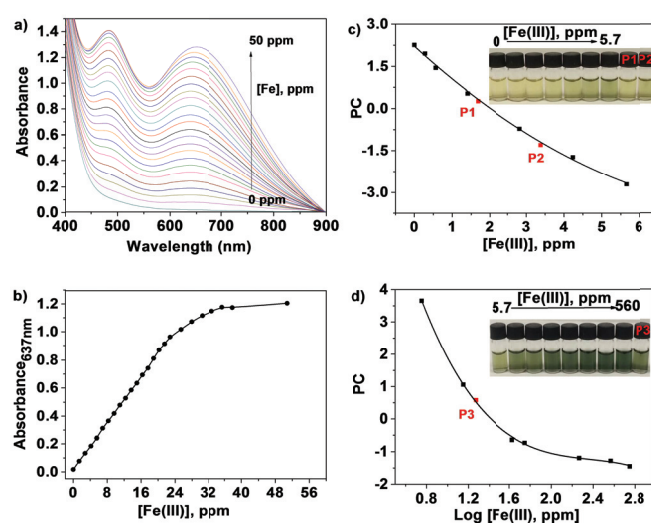 a)
1.4
1.2
1.0
0.8
0.6
0.4
0.2
0.0
Absorbance
50 ppm
[Fe], ppm
0 ppm
400 500 600 700 800 900
Wavelength (nm)
c)
[Fe(III)], ppm
0 5.7
P1 P2
3.0
1.5
0.0
-1.5
-3.0
PC
P1
P2
0 1 2 3 4 5 6
[Fe(III)], ppm
b)
1.2
1.0
0.8
0.6
0.4
0.2
0.0
Absorbance637nm
0 8 16 24 32 40 48 56
[Fe(III)], ppm
d)
[Fe(III)], ppm
5.7 560
P3
4
3
2
1
0
-1
-2
PC
P3
0.8 1.2 1.6 2.0 2.4 2.8
Log [Fe(III), ppm]